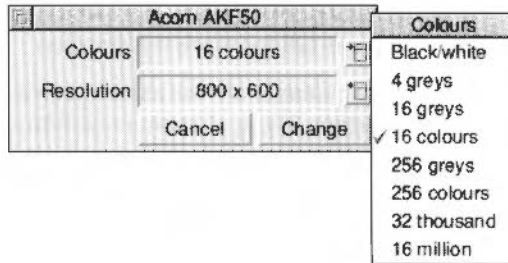 Acorn AKF50
Colours 16 colours
Resolution 800 x 600
Cancel Change
Colours
Black/white
4 greys
16 greys
✓ 16 colours
256 greys
256 colours
32 thousand
16 million